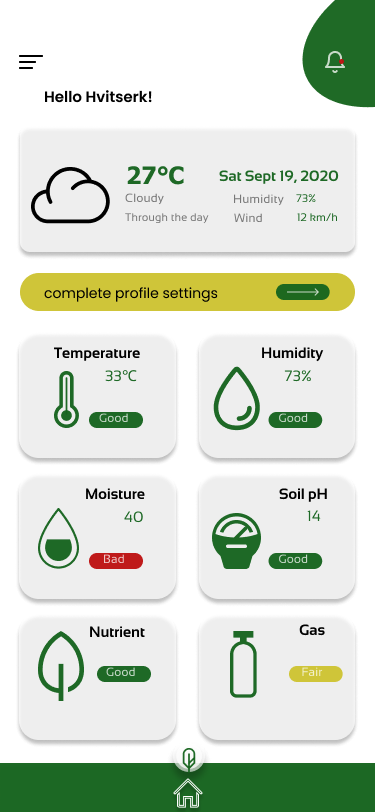 Hello Hvitserk!
27°C
Sat Sept 19, 2020
Cloudy
Humidity 73%
Through the day
Wind 12 km/h
complete profile settings
Temperature
33°C
Good
Humidity
73%
Good
Moisture
40
Bad
Soil pH
14
Good
Nutrient
Good
Gas
Fair